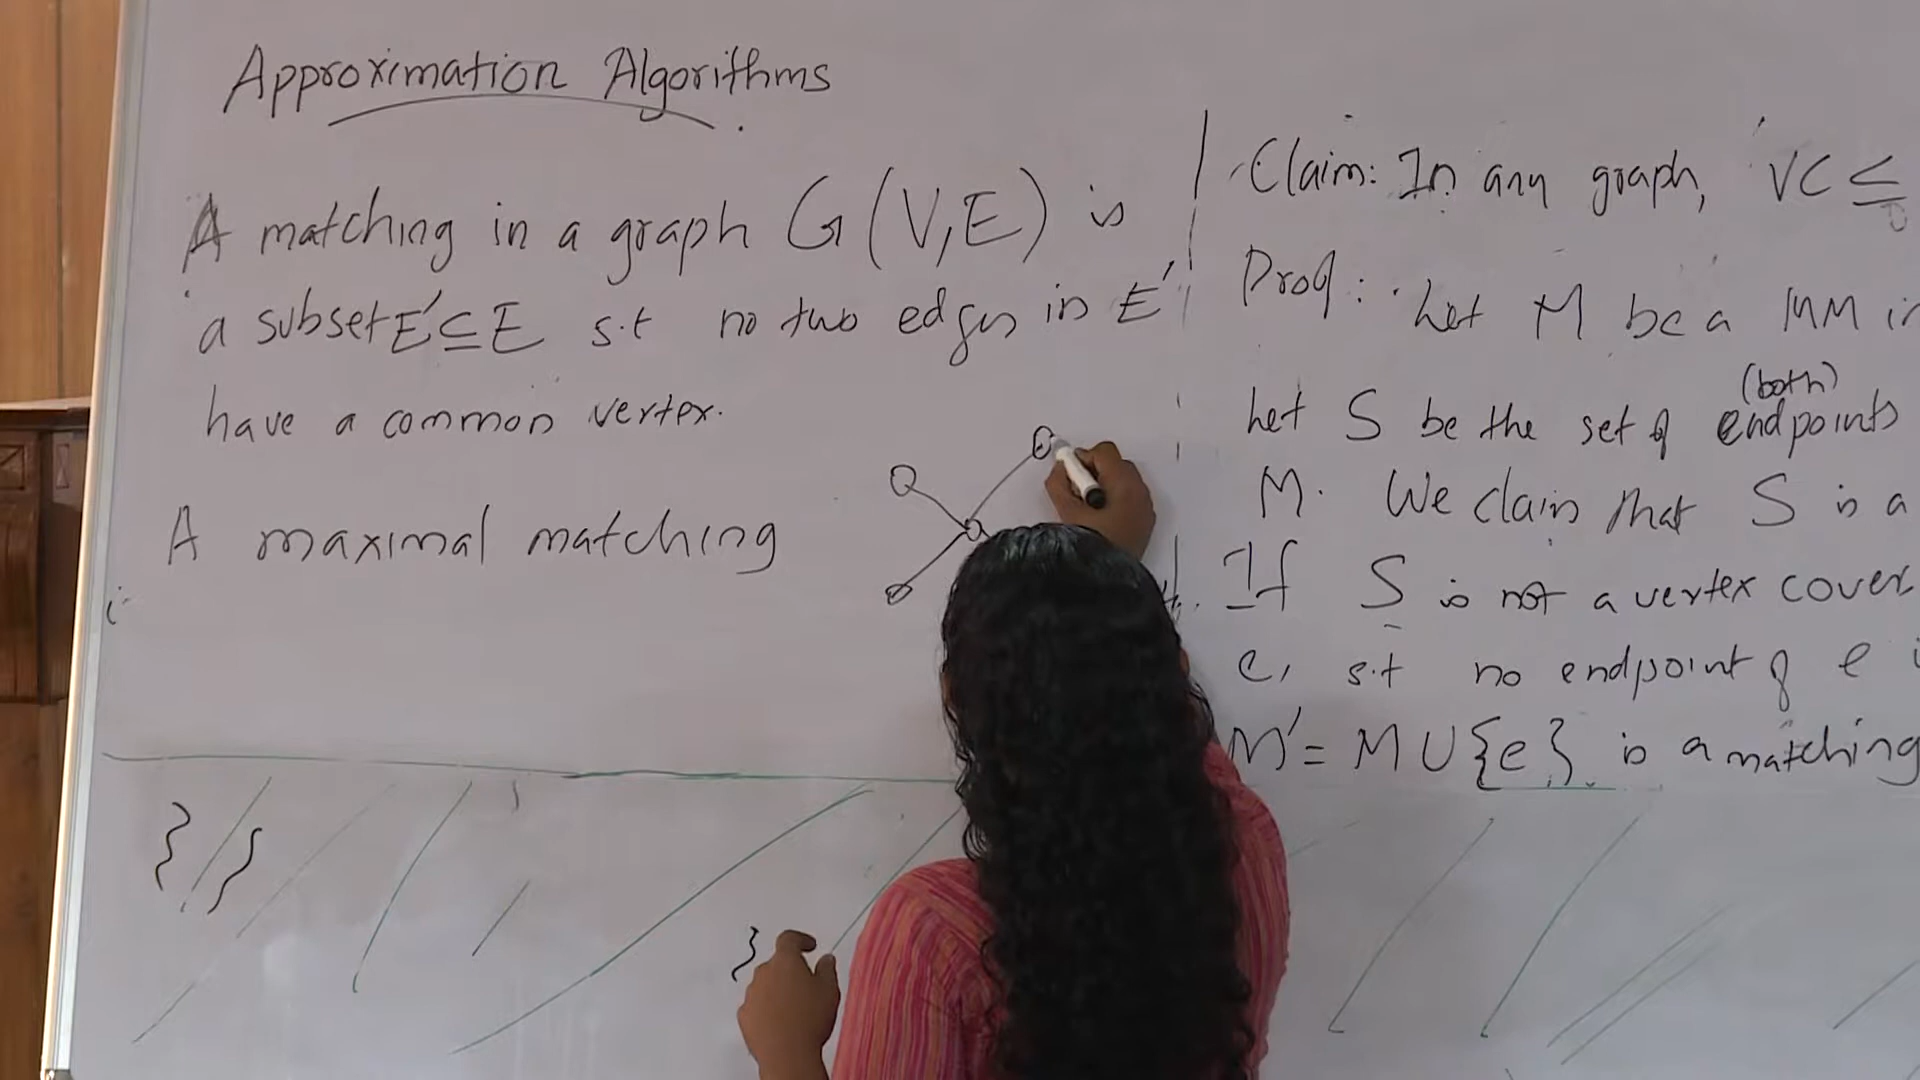 Approximation Algorithms
A matching in a graph G(V,E) is
a subset E' ⊆ E s.t no two edges in E'
have a common vertex.
A maximal matching
Claim: In any graph, VC ≤
Proof: Let M be a MM in
(both)
Let S be the set of endpoints
M. We claim that S is a
If S is not a vertex cover
e, s.t no endpoint of e
M' = M ∪ {e} is a matching